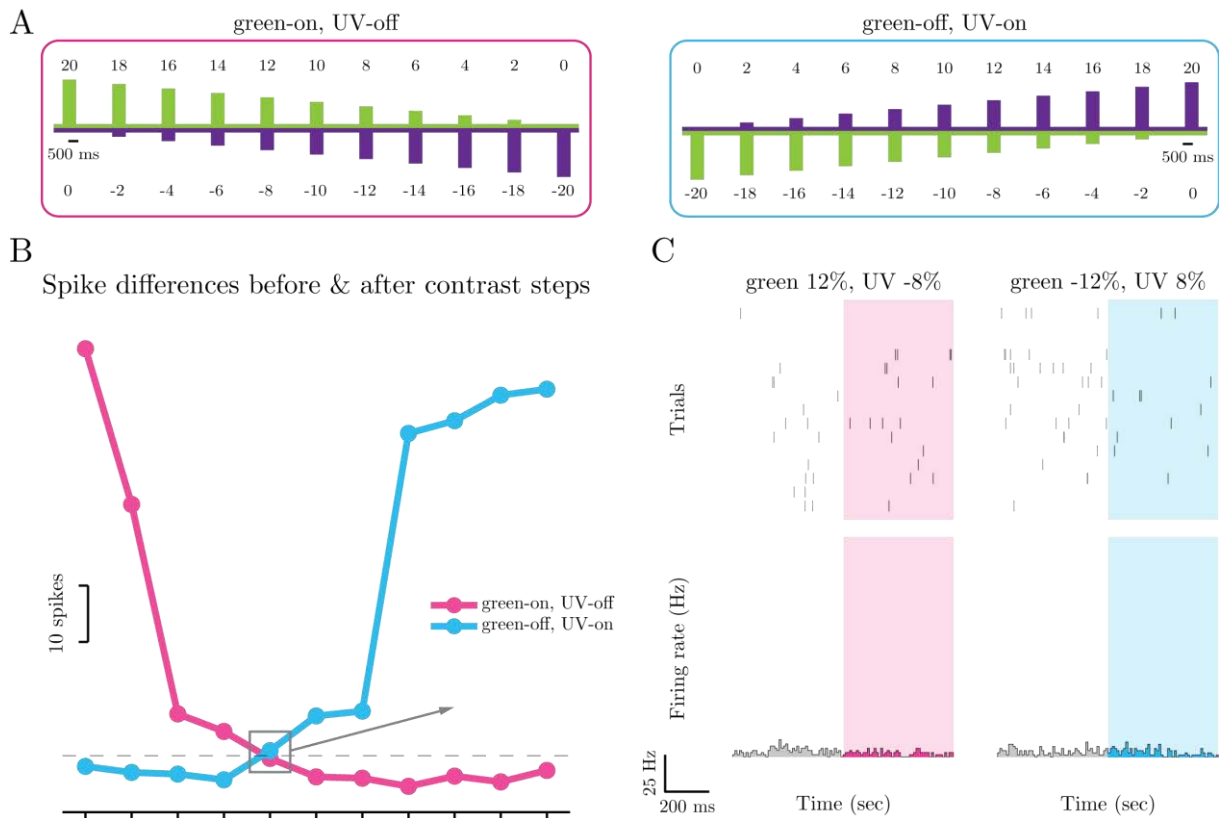 A
green-on, UV-off
20 18 16 14 12 10 8 6 4 2 0
500 ms
0 -2 -4 -6 -8 -10 -12 -14 -16 -18 -20
green-off, UV-on
0 2 4 6 8 10 12 14 16 18 20
500 ms
-20 -18 -16 -14 -12 -10 -8 -6 -4 -2 0
B
Spike differences before & after contrast steps
10 spikes
green-on, UV-off
green-off, UV-on
C
green 12%, UV -8%
green -12%, UV 8%
Trials
Firing rate (Hz)
25 Hz
200 ms
Time (sec)
Time (sec)